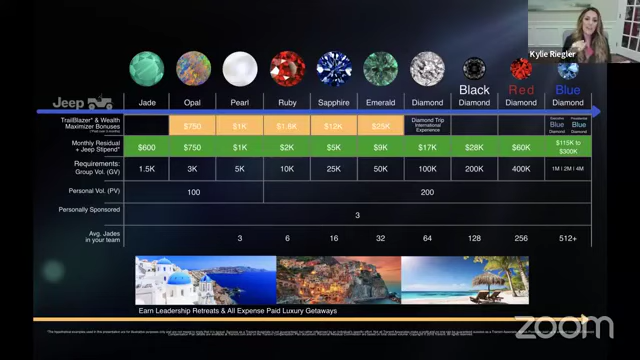 Kylie Riegler
Jeep
Jade Opal Pearl Ruby Sapphire Emerald Diamond Black Diamond Red Diamond Blue Diamond
TrailBlazer* & Wealth Maximizer Bonuses
$750 $1K $1.5K $12K $25K Diamond Trip International Experience Blue Diamond Blue Diamond
Monthly Residual + Jeep Stipend* $600 $750 $1K $2K $5K $9K $17K $28K $60K $115K to $300K
Requirements: Group Vol. (GV) 1.5K 3K 5K 10K 25K 50K 100K 200K 400K 1M | 2M | 4M
Personal Vol. (PV) 100 200
Personally Sponsored 3
Avg. Jades in your team 3 6 16 32 64 128 256 512+
Earn Leadership Retreats & All Expense Paid Luxury Getaways
zoom